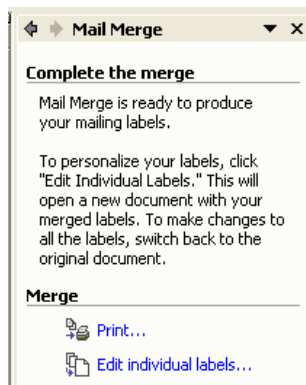 Mail Merge
Complete the merge
Mail Merge is ready to produce
your mailing labels.
To personalize your labels, click
"Edit Individual Labels." This will
open a new document with your
merged labels. To make changes to
all the labels, switch back to the
original document.
Merge
Print...
Edit individual labels...